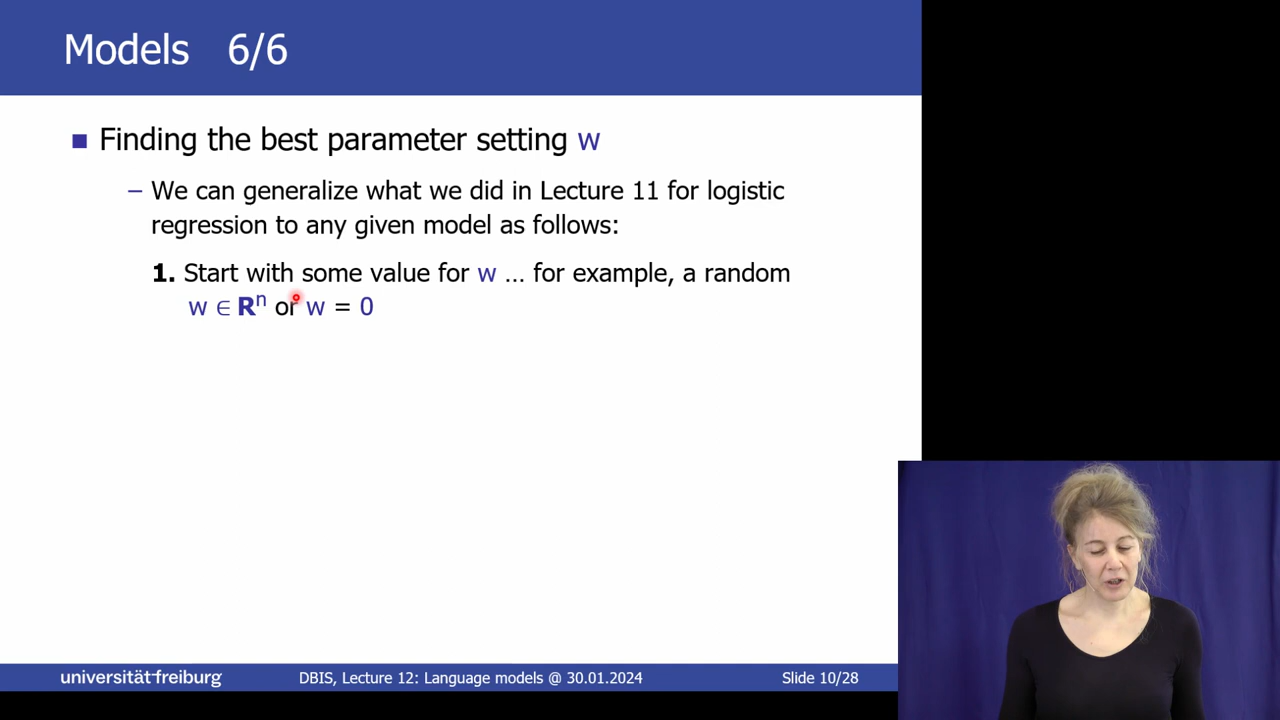 Models 6/6
Finding the best parameter setting w
– We can generalize what we did in Lecture 11 for logistic
regression to any given model as follows:
1. Start with some value for w … for example, a random
w ∈ Rⁿ or w = 0
universität freiburg
DBIS, Lecture 12: Language models @ 30.01.2024
Slide 10/28